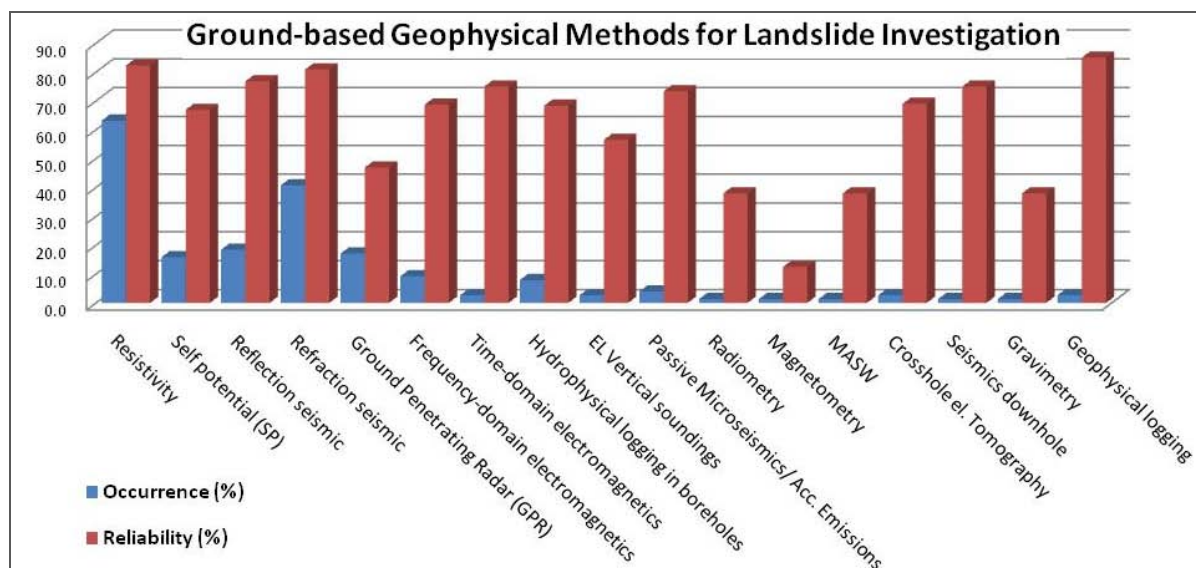 Ground-based Geophysical Methods for Landslide Investigation
90.0
80.0
70.0
60.0
50.0
40.0
30.0
20.0
10.0
0.0
Resistivity
Self potential (SP)
Reflection seismic
Refraction seismic
Ground Penetrating Radar (GPR)
Frequency-domain electromagnetics
Time-domain electromagnetics
Hydrophysical logging in boreholes
EL Vertical soundings
Passive Microseismics/ Acc. Emissions
Radiometry
Magnetometry
MASW
Crosshole el. Tomography
Seismics downhole
Gravimetry
Geophysical logging
Occurrence (%)
Reliability (%)